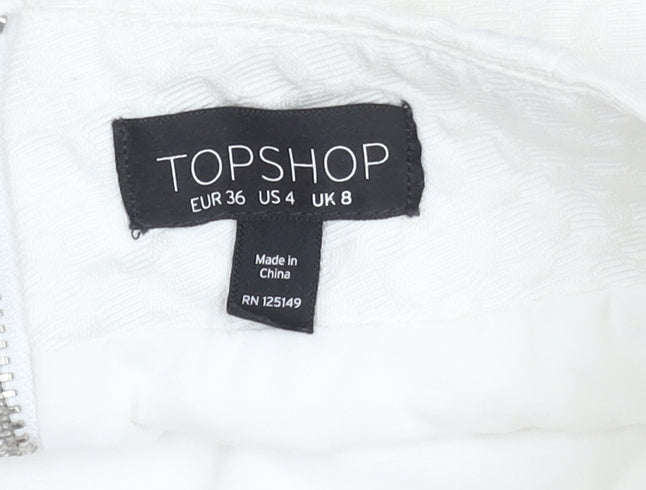 TOPSHOP
EUR 36 US 4 UK 8
Made in
China
RN 125149